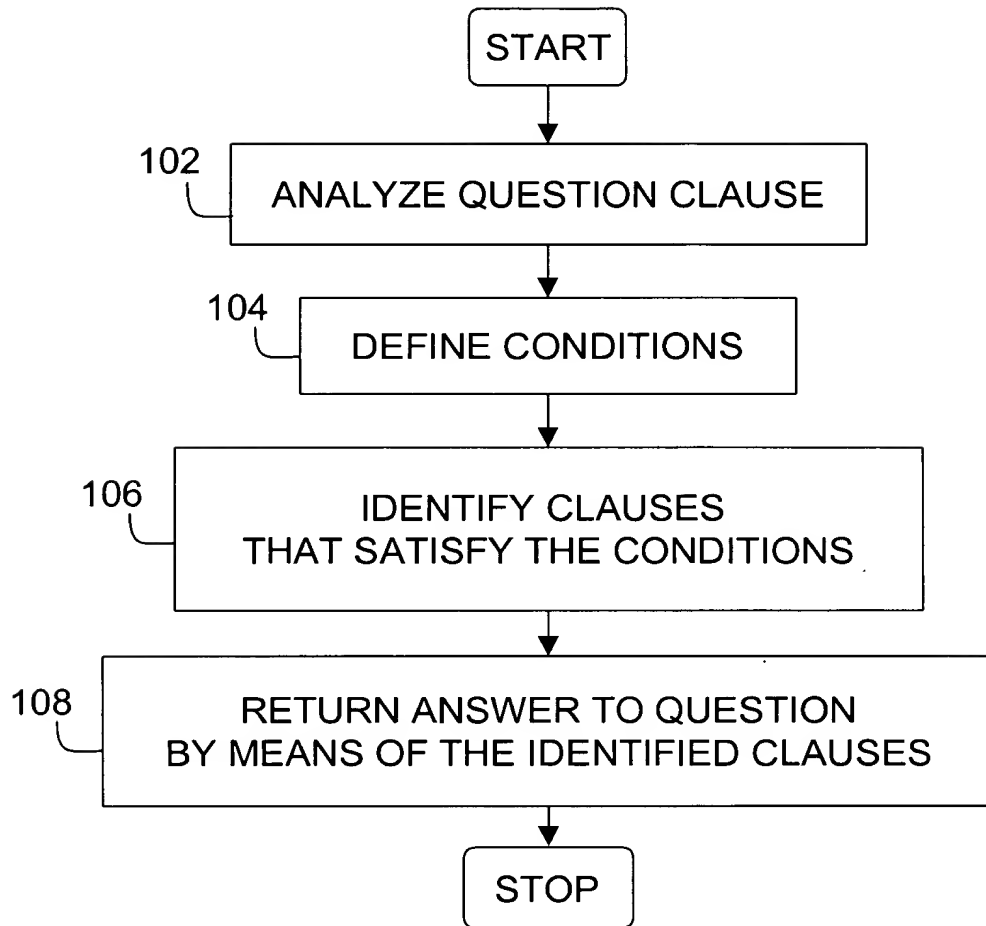 START
102
ANALYZE QUESTION CLAUSE
104
DEFINE CONDITIONS
106
IDENTIFY CLAUSES
THAT SATISFY THE CONDITIONS
108
RETURN ANSWER TO QUESTION
BY MEANS OF THE IDENTIFIED CLAUSES
STOP